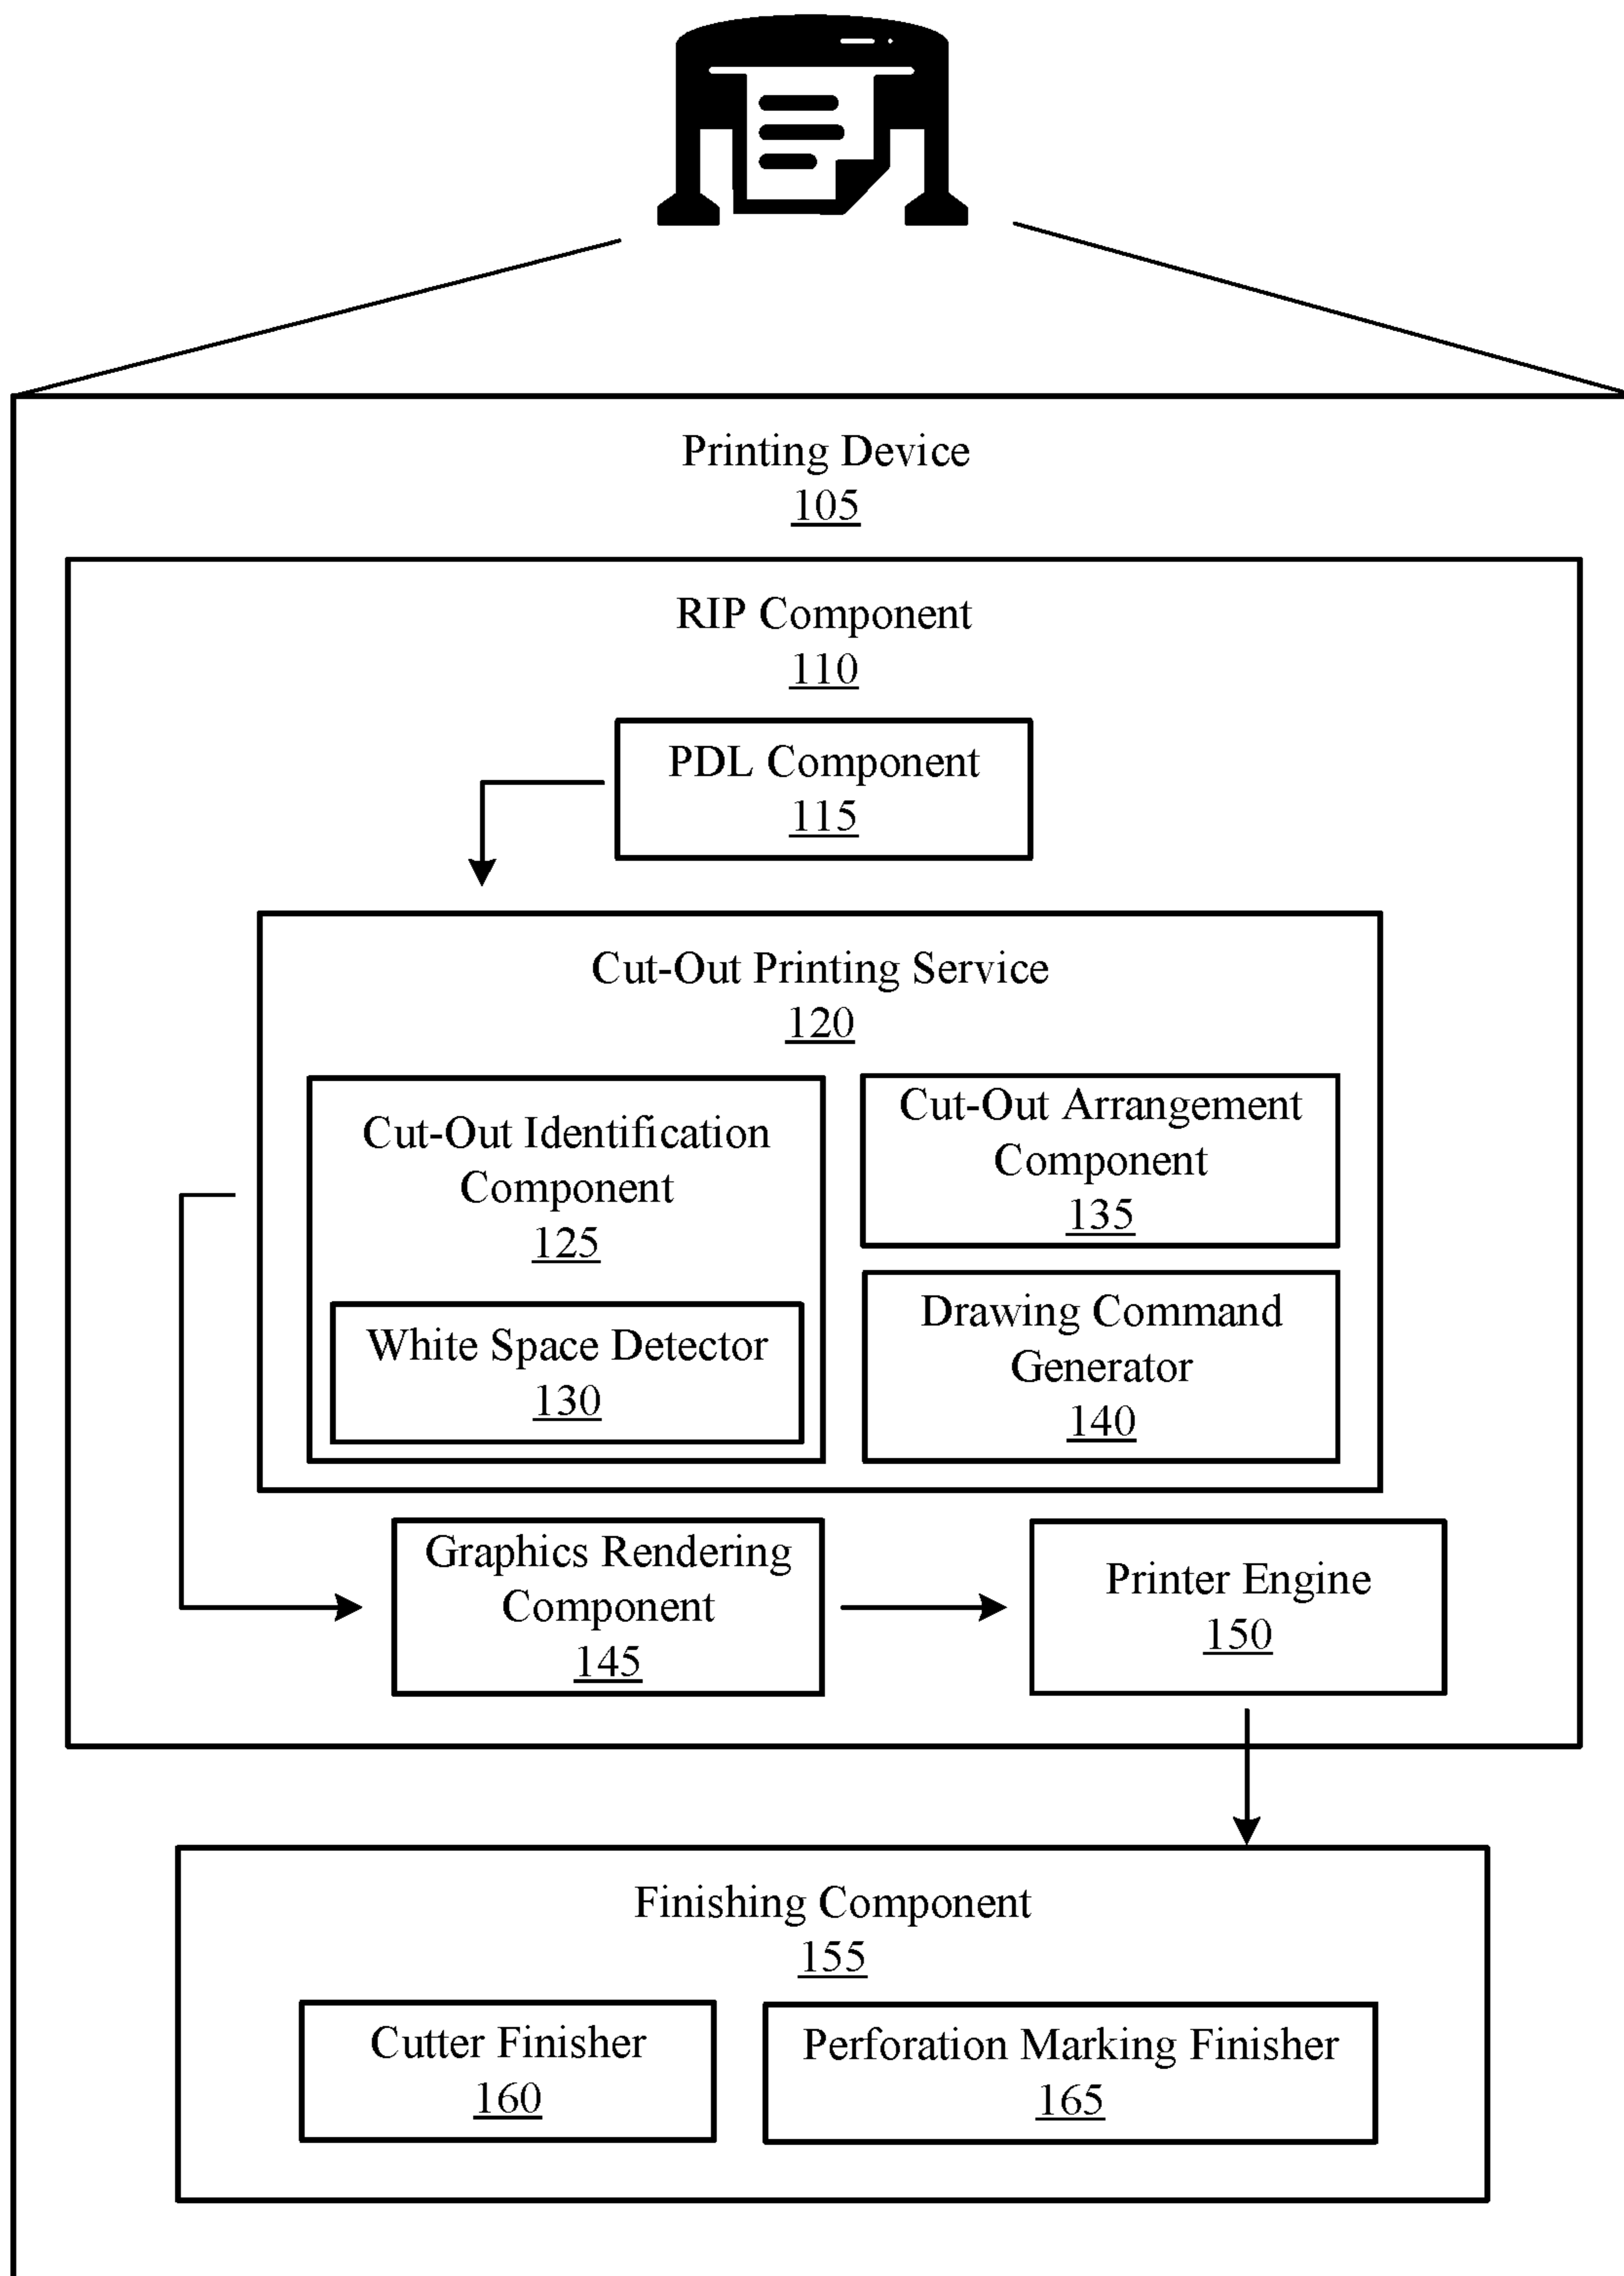 Printing Device
105
RIP Component
110
PDL Component
115
Cut-Out Printing Service
120
Cut-Out Identification
Component
125
White Space Detector
130
Cut-Out Arrangement
Component
135
Drawing Command
Generator
140
Graphics Rendering
Component
145
Printer Engine
150
Finishing Component
155
Cutter Finisher
160
Perforation Marking Finisher
165